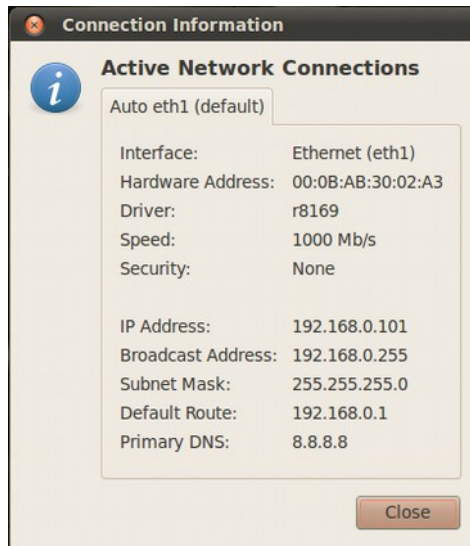 Connection Information
Active Network Connections
Auto eth1 (default)
Interface: Ethernet (eth1)
Hardware Address: 00:0B:AB:30:02:A3
Driver: r8169
Speed: 1000 Mb/s
Security: None
IP Address: 192.168.0.101
Broadcast Address: 192.168.0.255
Subnet Mask: 255.255.255.0
Default Route: 192.168.0.1
Primary DNS: 8.8.8.8
Close